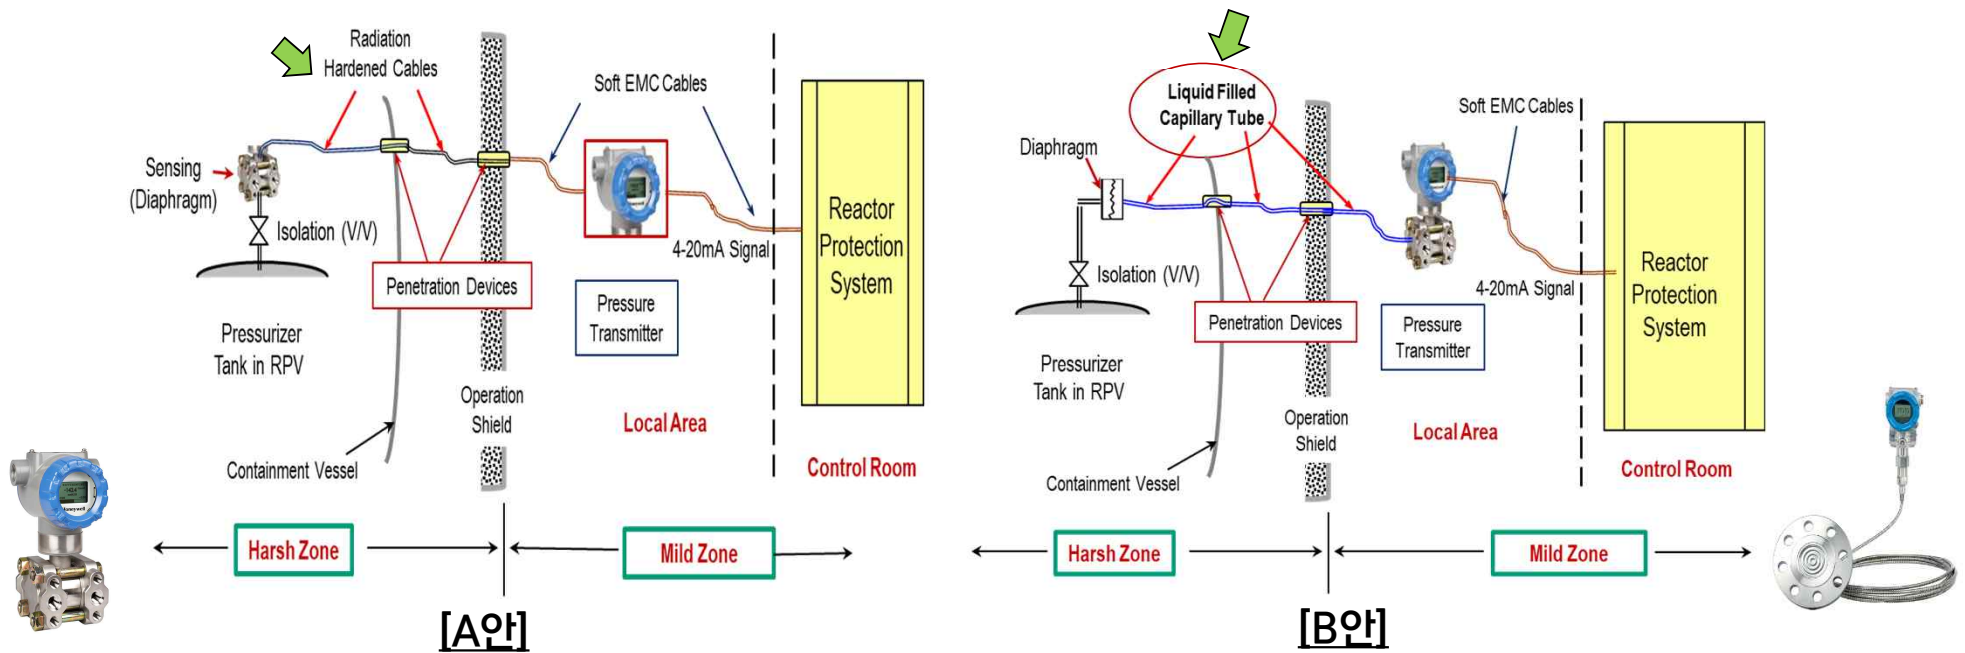 Radiation
Hardened Cables
Soft EMC Cables
Sensing
(Diaphragm)
Isolation (V/V)
4-20mA Signal
Reactor
Protection
System
Penetration Devices
Pressure
Transmitter
Pressurizer
Tank in RPV
Operation
Shield
Local Area
Containment Vessel
Control Room
Harsh Zone
Mild Zone
[A안]
Honeywell
Liquid Filled
Capillary Tube
Soft EMC Cables
Diaphragm
Isolation (V/V)
4-20mA Signal
Reactor
Protection
System
Penetration Devices
Pressure
Transmitter
Pressurizer
Tank in RPV
Operation
Shield
Local Area
Containment Vessel
Control Room
Harsh Zone
Mild Zone
[B안]